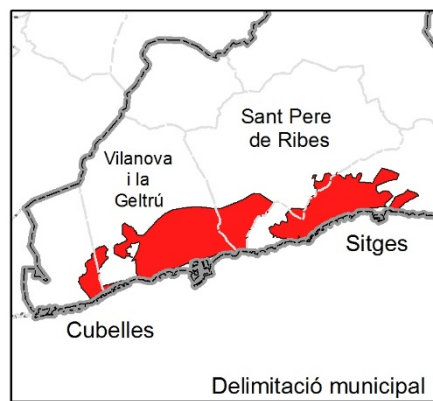 Sant Pere
de Ribes
Vilanova
i la
Geltrú
Sitges
Cubelles
Delimitació municipal